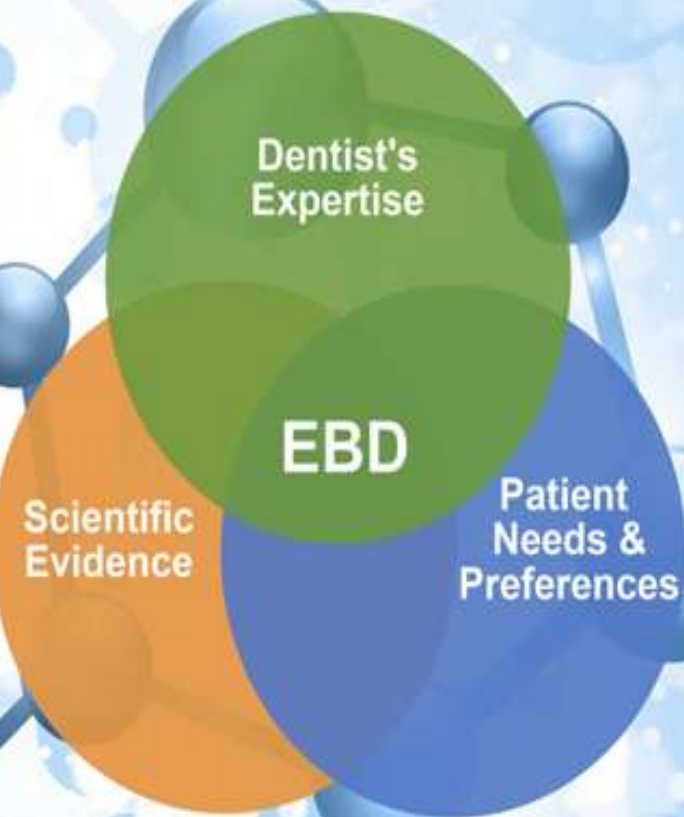 Dentist's
Expertise
EBD
Scientific
Evidence
Patient
Needs &
Preferences